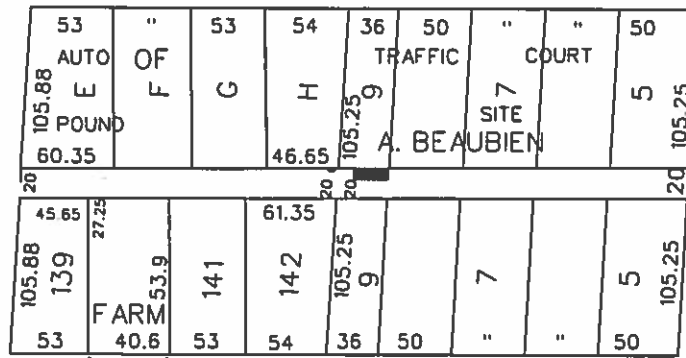 53 " 53 54 36 50 " " 50
AUTO OF TRAFFIC COURT
105.88 E F G H 105.25 9 7 5 105.25
POUND SITE
A. BEAUBIEN
60.35 46.65
20 20 20 20
45.65 27.25 61.35
105.88 139 53.9 141 142 105.25 9 7 5 105.25
FARM
53 40.6 53 54 36 50 " " 50